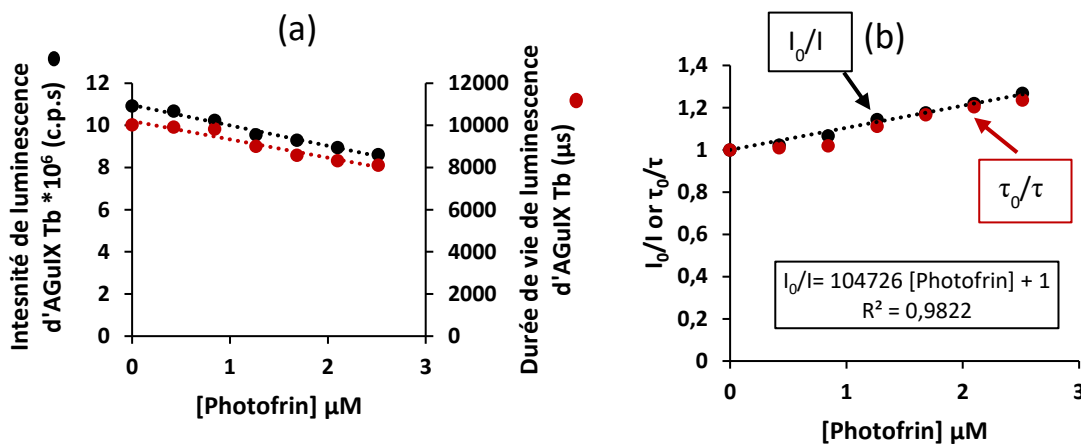 (a)
Intesnité de luminescence
d'AGuIX Tb *10⁶ (c.p.s)
12
10
8
6
4
2
0
12000
10000
8000
6000
4000
2000
0
Durée de vie de luminescence
d'AGuIX Tb (µs)
0 1 2 3
[Photofrin] µM
(b)
I₀/I
τ₀/τ
I₀/I or τ₀/τ
1,4
1,2
1,0
0,8
0,6
0,4
0,2
0
I₀/I= 104726 [Photofrin] + 1
R² = 0,9822
0 1 2 3
[Photofrin] µM